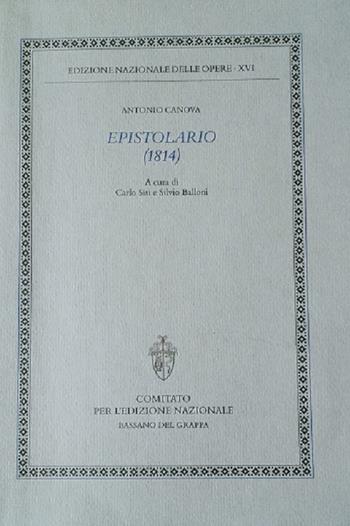 EDIZIONE NAZIONALE DELLE OPERE · XVI
ANTONIO CANOVA
EPISTOLARIO
(1814)
A cura di
Carlo Sisi e Silvio Balloni
COMITATO
PER L'EDIZIONE NAZIONALE
BASSANO DEL GRAPPA